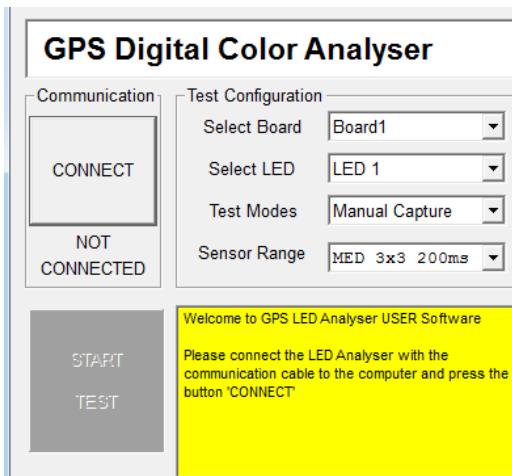 GPS Digital Color Analyser
Communication
CONNECT
NOT
CONNECTED
Test Configuration
Select Board Board1
Select LED LED 1
Test Modes Manual Capture
Sensor Range MED 3x3 200ms
START
TEST
Welcome to GPS LED Analyser USER Software
Please connect the LED Analyser with the
communication cable to the computer and press the
button 'CONNECT'